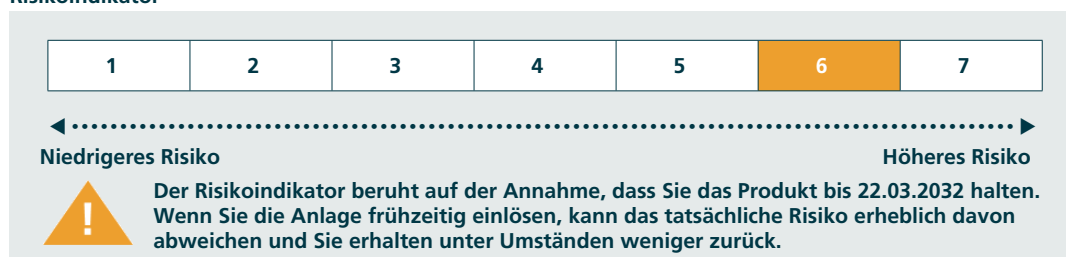 Risikoindikator
1 2 3 4 5 6 7
Niedrigeres Risiko Höheres Risiko
! Der Risikoindikator beruht auf der Annahme, dass Sie das Produkt bis 22.03.2032 halten.
Wenn Sie die Anlage frühzeitig einlösen, kann das tatsächliche Risiko erheblich davon
abweichen und Sie erhalten unter Umständen weniger zurück.